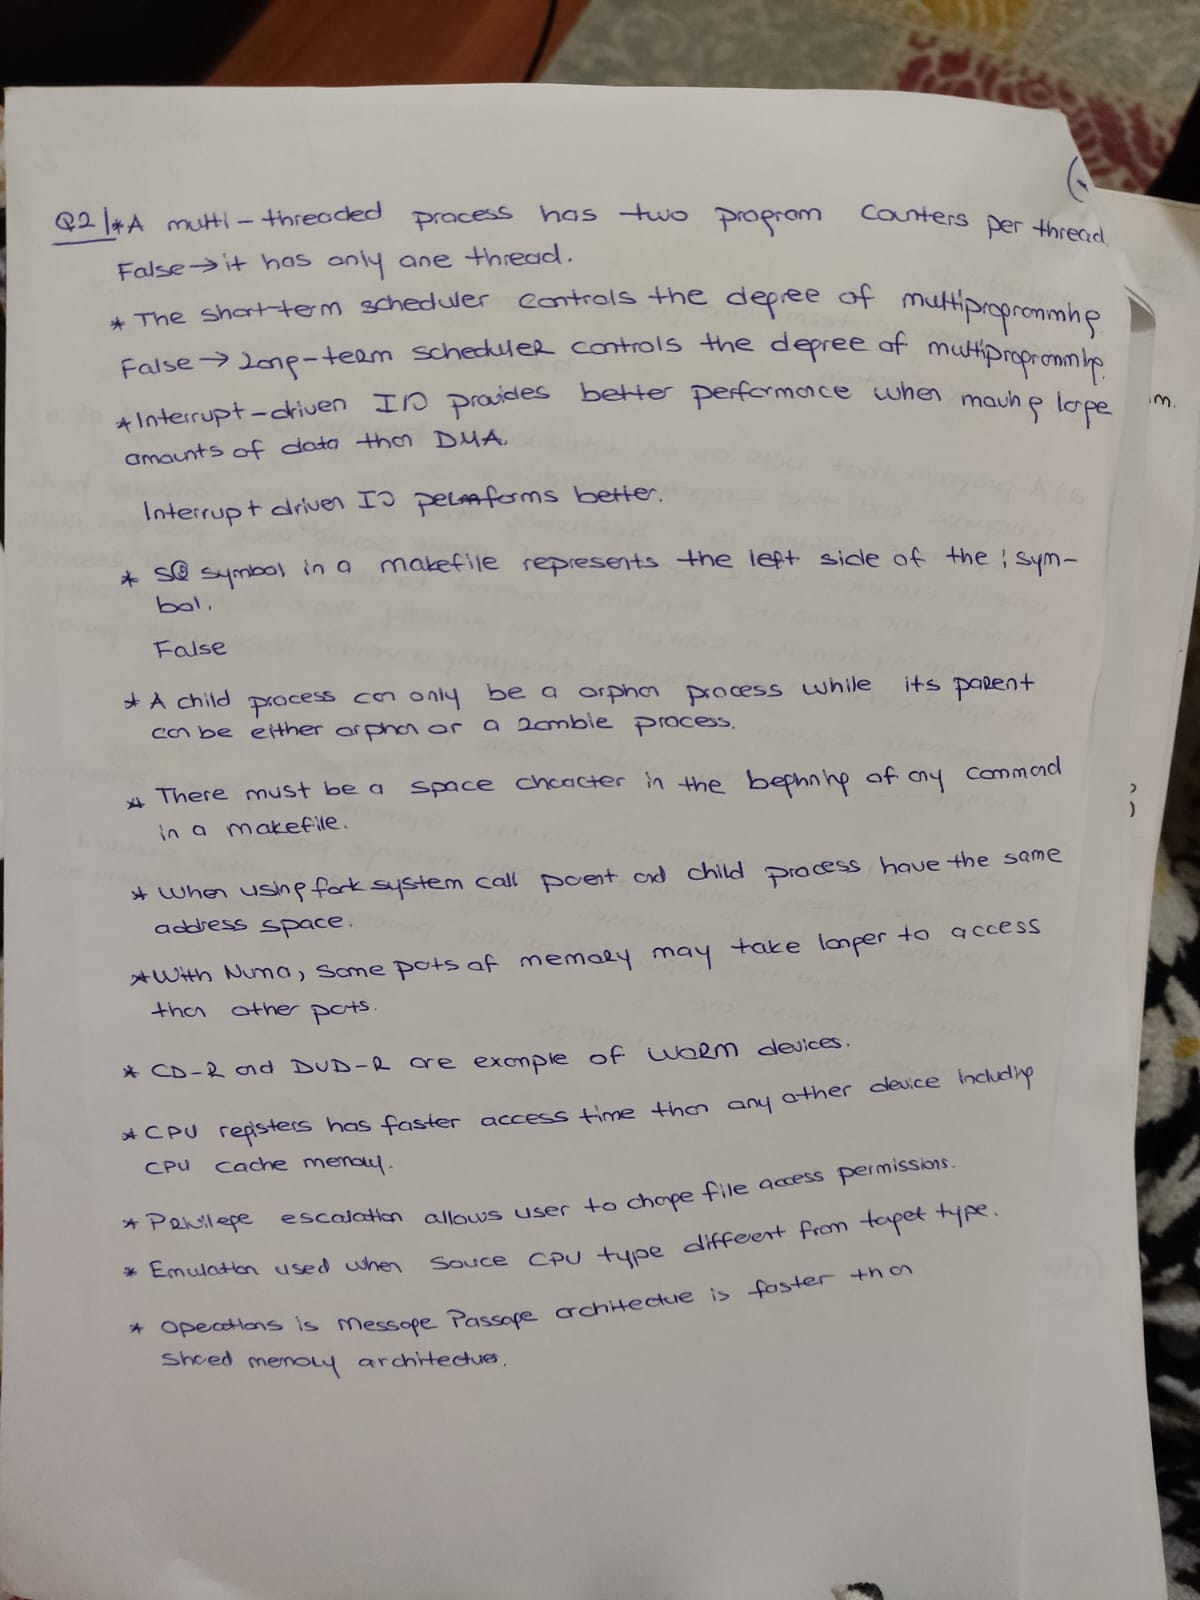 Q2 | * A multi-threaded process has two program counters per thread.
False → it has only one thread.
* The short-term scheduler controls the degree of multiprogramming
False → Long-term scheduler controls the degree of multiprogramming.
* Interrupt-driven IO provides better performance when moving large
amounts of data than DMA.
Interrupt driven IO performs better.
* $@ symbol in a makefile represents the left side of the : sym-
bol.
False
* A child process can only be a orphan process while its parent
can be either orphan or a zombie process.
* There must be a space character in the beginning of any command
in a makefile.
* When using fork system call parent and child process have the same
address space.
* With Numa, some parts of memory may take longer to access
than other parts.
* CD-R and DVD-R are example of WORM devices.
* CPU registers has faster access time than any other device including
CPU cache memory.
* Privilege escalation allows user to change file access permissions.
* Emulation used when source CPU type different from target type.
* Operations is Message Passage architecture is faster than
Shared memory architectures.
m.